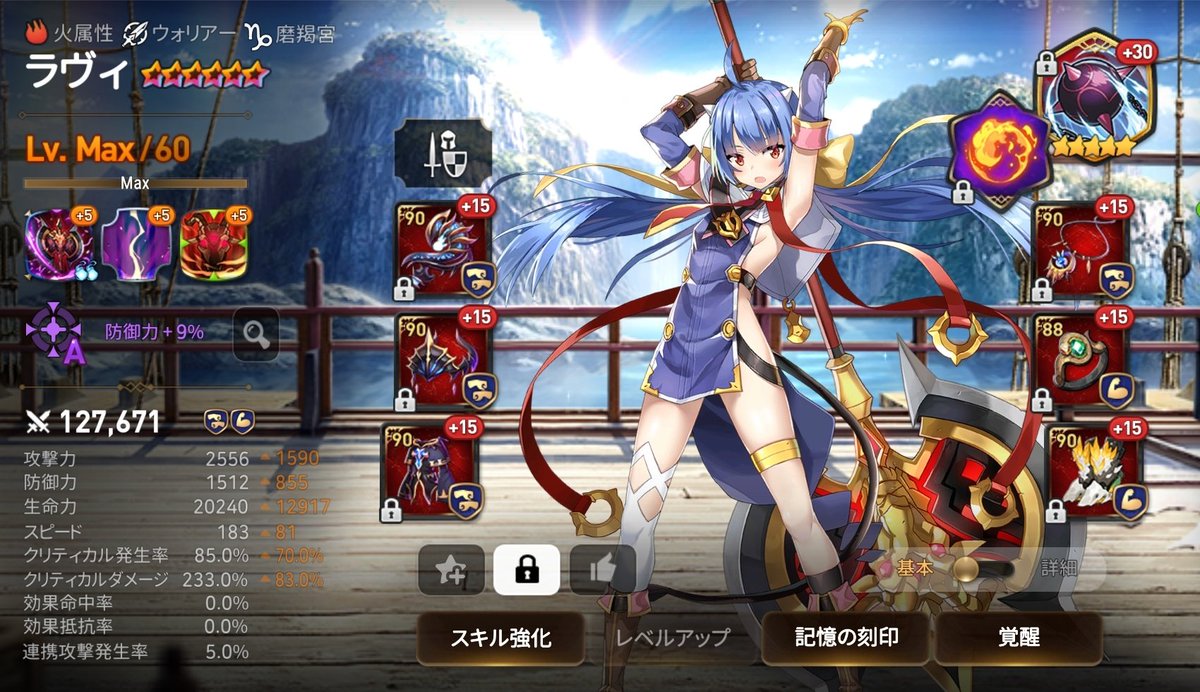 火属性 ウォリアー 磨羯宮
ラヴィ
Lv. Max/60
Max
+5 +5 +5
防御力+9% A
127,671
攻撃力 2556 1590
防御力 1512 855
生命力 20240 12917
スピード 183 81
クリティカル発生率 85.0% 70.0%
クリティカルダメージ 233.0% 83.0%
効果命中率 0.0%
効果抵抗率 0.0%
連携攻撃発生率 5.0%
90 +15
90 +15
90 +15
+30
90 +15
88 +15
90 +15
基本 詳細
スキル強化 レベルアップ 記憶の刻印 覚醒